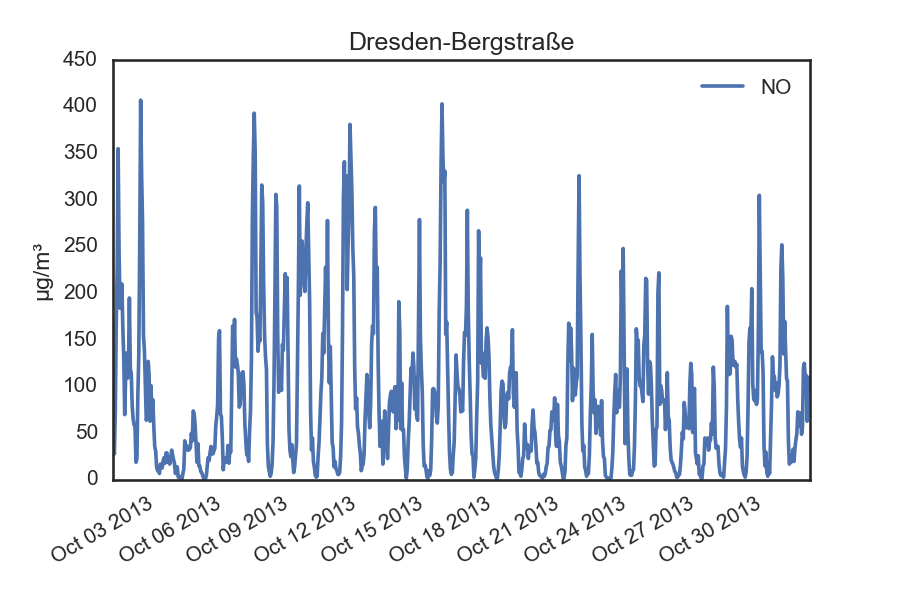 Dresden-Bergstraße
NO
µg/m³
450
400
350
300
250
200
150
100
50
0
Oct 03 2013
Oct 06 2013
Oct 09 2013
Oct 12 2013
Oct 15 2013
Oct 18 2013
Oct 21 2013
Oct 24 2013
Oct 27 2013
Oct 30 2013